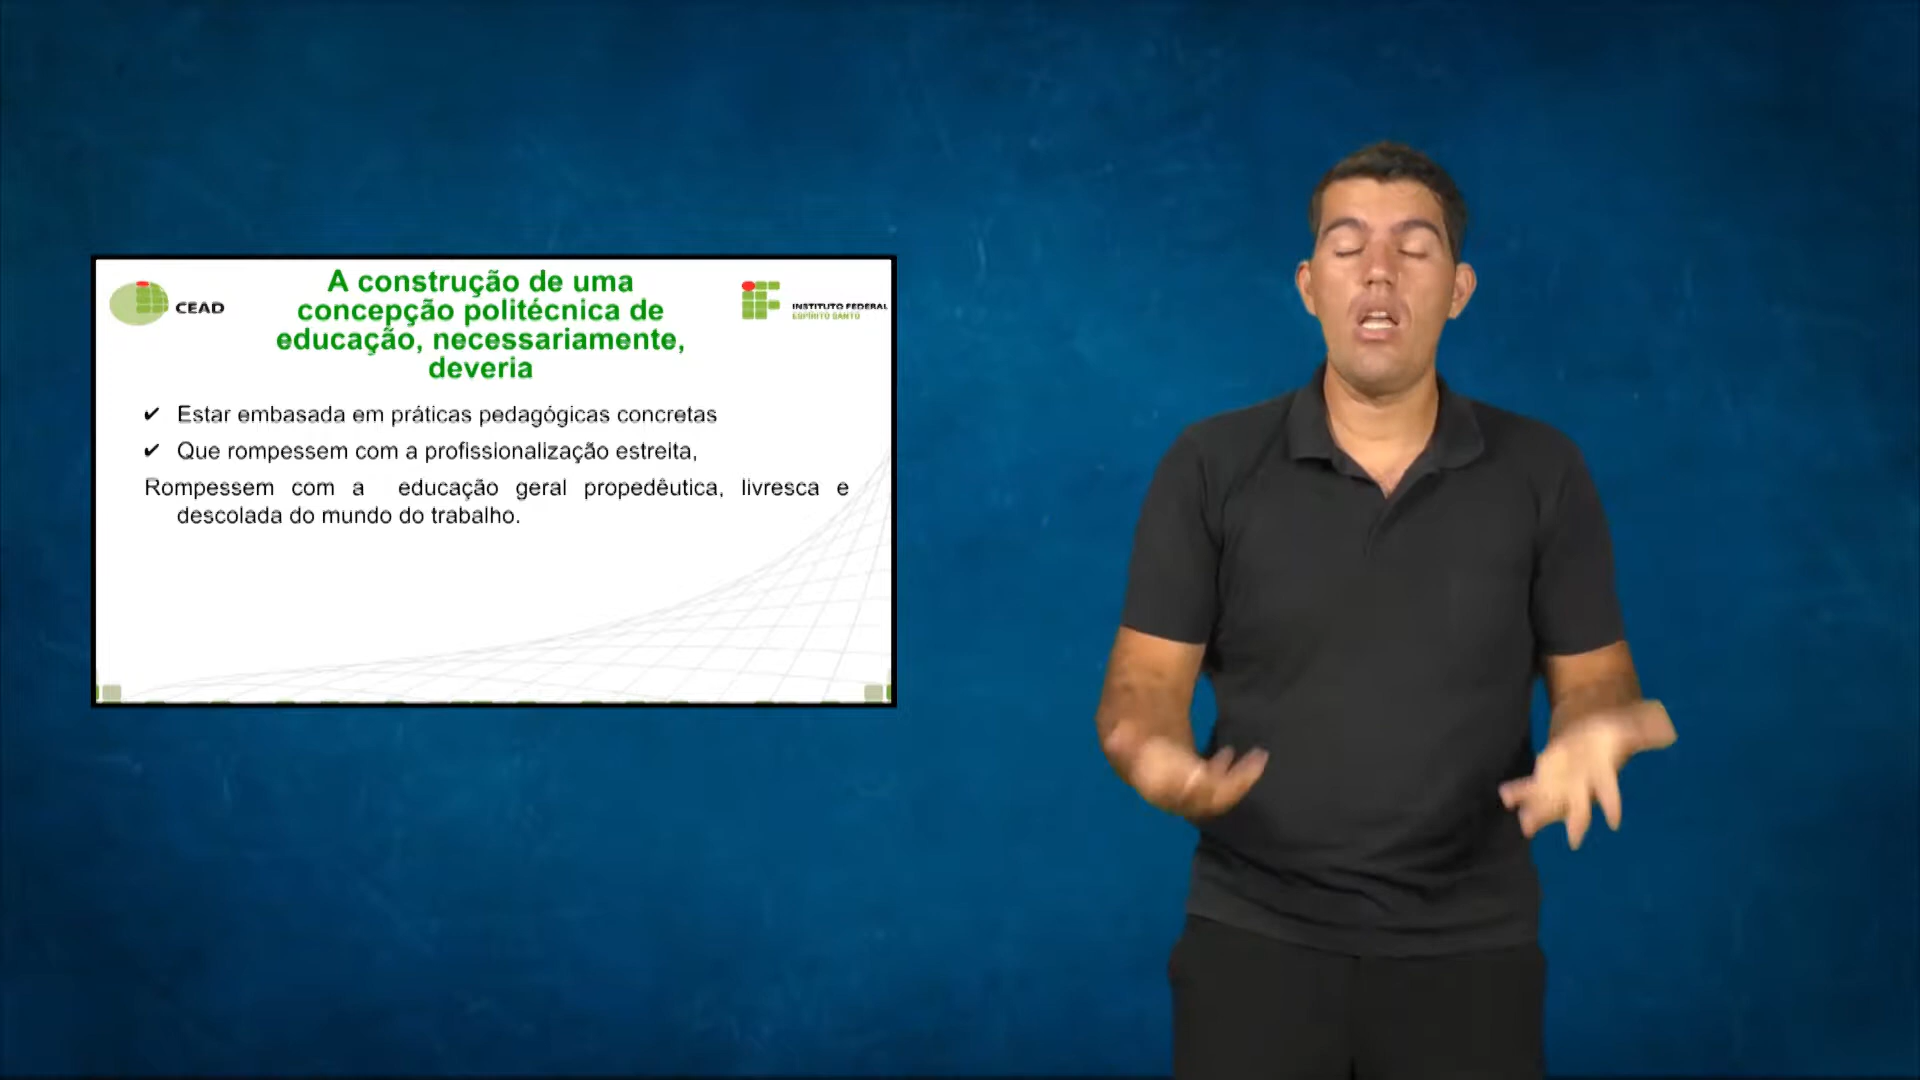 CEAD
A construção de uma
concepção politécnica de
educação, necessariamente,
deveria
INSTITUTO FEDERAL
ESPÍRITO SANTO
✔ Estar embasada em práticas pedagógicas concretas
✔ Que rompessem com a profissionalização estreita,
Rompessem com a educação geral propedêutica, livresca e
descolada do mundo do trabalho.